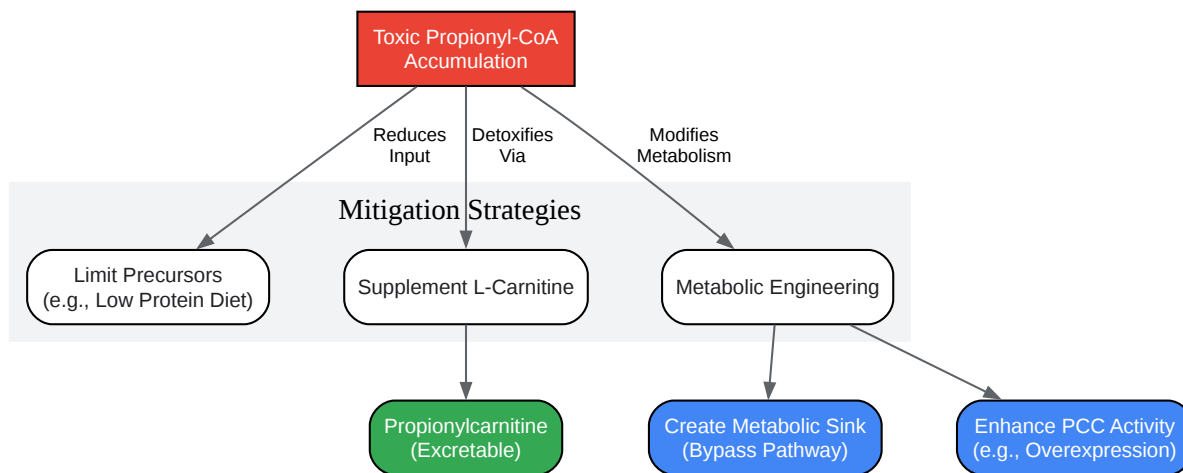 Toxic Propionyl-CoA
Accumulation
Reduces
Input
Detoxifies
Via
Modifies
Metabolism
Mitigation Strategies
Limit Precursors
(e.g., Low Protein Diet)
Supplement L-Carnitine
Metabolic Engineering
Propionylcarnitine
(Excretable)
Create Metabolic Sink
(Bypass Pathway)
Enhance PCC Activity
(e.g., Overexpression)